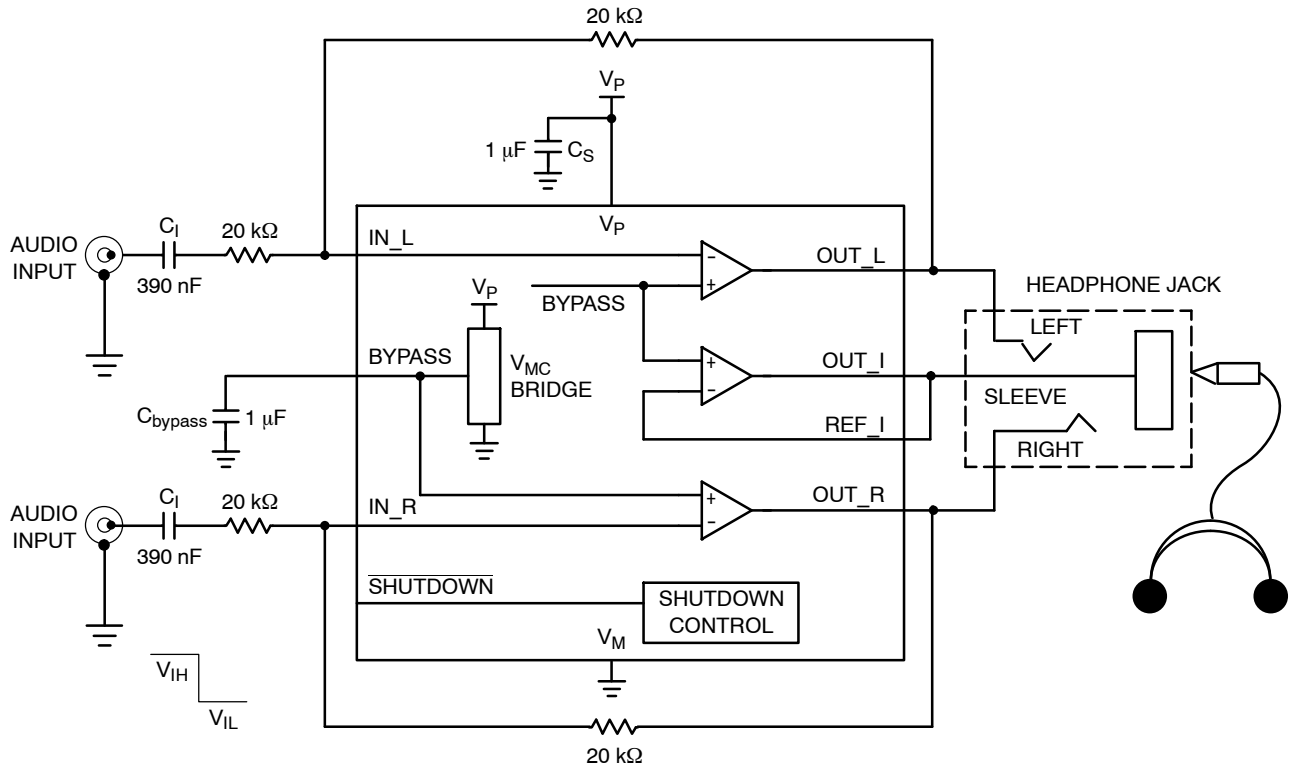 20 kΩ
V_P
1 μF
C_S
V_P
AUDIO
INPUT
C_I
390 nF
20 kΩ
IN_L
−
+
OUT_L
BYPASS
HEADPHONE JACK
LEFT
V_P
BYPASS
V_MC
BRIDGE
+
−
OUT_I
SLEEVE
REF_I
RIGHT
C_bypass
1 μF
AUDIO
INPUT
C_I
390 nF
20 kΩ
IN_R
+
−
OUT_R
SHUTDOWN
SHUTDOWN
CONTROL
V_M
V_IH
V_IL
20 kΩ